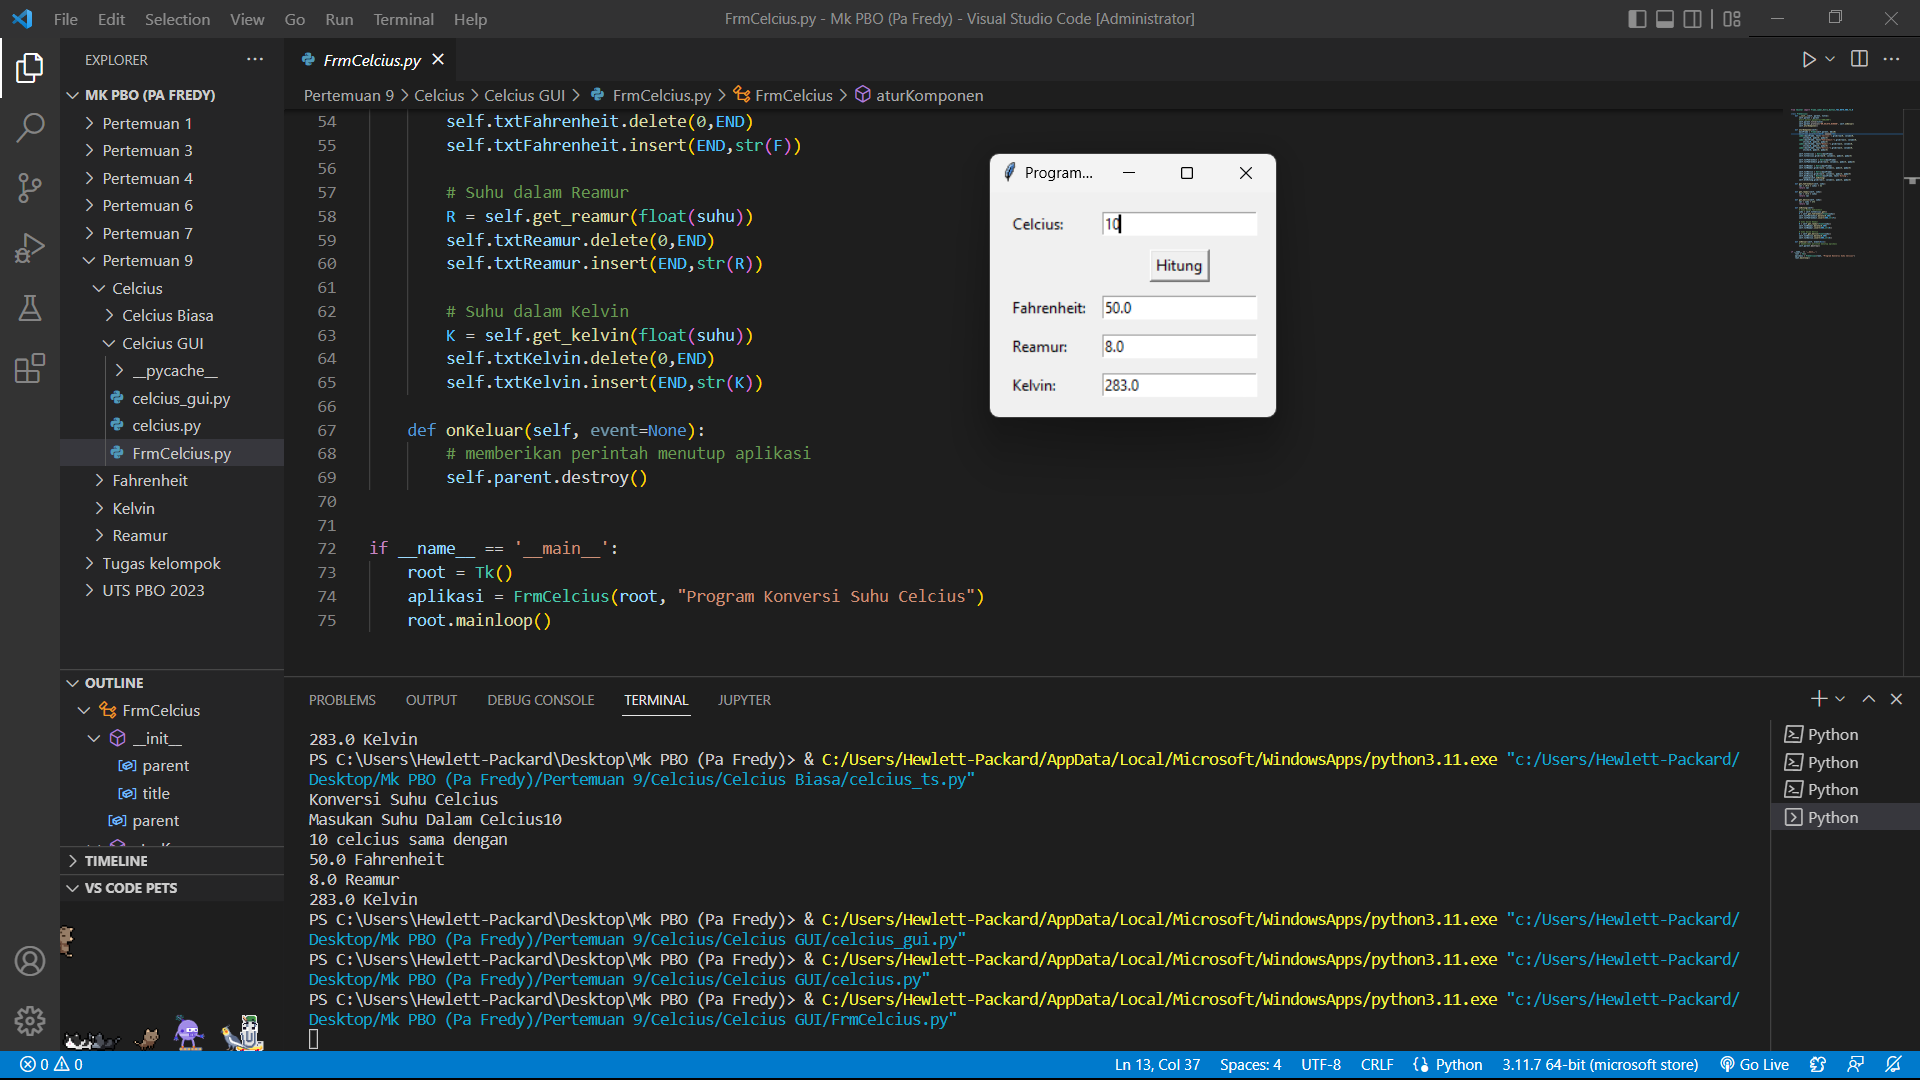 File Edit Selection View Go Run Terminal Help
FrmCelcius.py - Mk PBO (Pa Fredy) - Visual Studio Code [Administrator]
EXPLORER
MK PBO (PA FREDY)
Pertemuan 1
Pertemuan 3
Pertemuan 4
Pertemuan 6
Pertemuan 7
Pertemuan 9
Celcius
Celcius Biasa
Celcius GUI
__pycache__
celcius_gui.py
celcius.py
FrmCelcius.py
Fahrenheit
Kelvin
Reamur
Tugas kelompok
UTS PBO 2023
OUTLINE
FrmCelcius
__init__
parent
title
parent
TIMELINE
VS CODE PETS
FrmCelcius.py
Pertemuan 9 > Celcius > Celcius GUI > FrmCelcius.py > FrmCelcius > aturKomponen
54 self.txtFahrenheit.delete(0,END)
55 self.txtFahrenheit.insert(END,str(F))
56
57 # Suhu dalam Reamur
58 R = self.get_reamur(float(suhu))
59 self.txtReamur.delete(0,END)
60 self.txtReamur.insert(END,str(R))
61
62 # Suhu dalam Kelvin
63 K = self.get_kelvin(float(suhu))
64 self.txtKelvin.delete(0,END)
65 self.txtKelvin.insert(END,str(K))
66
67 def onKeluar(self, event=None):
68 # memberikan perintah menutup aplikasi
69 self.parent.destroy()
70
71
72 if __name__ == '__main__':
73 root = Tk()
74 aplikasi = FrmCelcius(root, "Program Konversi Suhu Celcius")
75 root.mainloop()
Program...
Celcius: 10
Hitung
Fahrenheit: 50.0
Reamur: 8.0
Kelvin: 283.0
PROBLEMS OUTPUT DEBUG CONSOLE TERMINAL JUPYTER
283.0 Kelvin
PS C:\Users\Hewlett-Packard\Desktop\Mk PBO (Pa Fredy)> & C:/Users/Hewlett-Packard/AppData/Local/Microsoft/WindowsApps/python3.11.exe "c:/Users/Hewlett-Packard/
Desktop/Mk PBO (Pa Fredy)/Pertemuan 9/Celcius/Celcius Biasa/celcius_ts.py"
Konversi Suhu Celcius
Masukan Suhu Dalam Celcius10
10 celcius sama dengan
50.0 Fahrenheit
8.0 Reamur
283.0 Kelvin
PS C:\Users\Hewlett-Packard\Desktop\Mk PBO (Pa Fredy)> & C:/Users/Hewlett-Packard/AppData/Local/Microsoft/WindowsApps/python3.11.exe "c:/Users/Hewlett-Packard/
Desktop/Mk PBO (Pa Fredy)/Pertemuan 9/Celcius/Celcius GUI/celcius_gui.py"
PS C:\Users\Hewlett-Packard\Desktop\Mk PBO (Pa Fredy)> & C:/Users/Hewlett-Packard/AppData/Local/Microsoft/WindowsApps/python3.11.exe "c:/Users/Hewlett-Packard/
Desktop/Mk PBO (Pa Fredy)/Pertemuan 9/Celcius/Celcius GUI/celcius.py"
PS C:\Users\Hewlett-Packard\Desktop\Mk PBO (Pa Fredy)> & C:/Users/Hewlett-Packard/AppData/Local/Microsoft/WindowsApps/python3.11.exe "c:/Users/Hewlett-Packard/
Desktop/Mk PBO (Pa Fredy)/Pertemuan 9/Celcius/Celcius GUI/FrmCelcius.py"
Python
Python
Python
Python
0 0 Ln 13, Col 37 Spaces: 4 UTF-8 CRLF Python 3.11.7 64-bit (microsoft store) Go Live